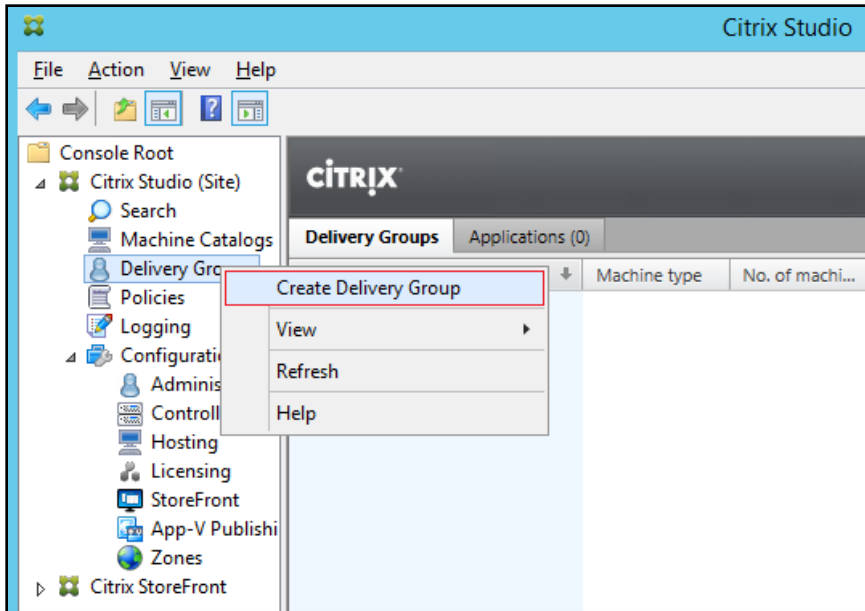 Citrix Studio
File Action View Help
Console Root
Citrix Studio (Site)
Search
Machine Catalogs
Delivery Gro
Policies
Logging
Configurati
Adminis
Controll
Hosting
Licensing
StoreFront
App-V Publishi
Zones
Citrix StoreFront
CİTRIX
Delivery Groups Applications (0)
Machine type No. of machi...
Create Delivery Group
View
Refresh
Help